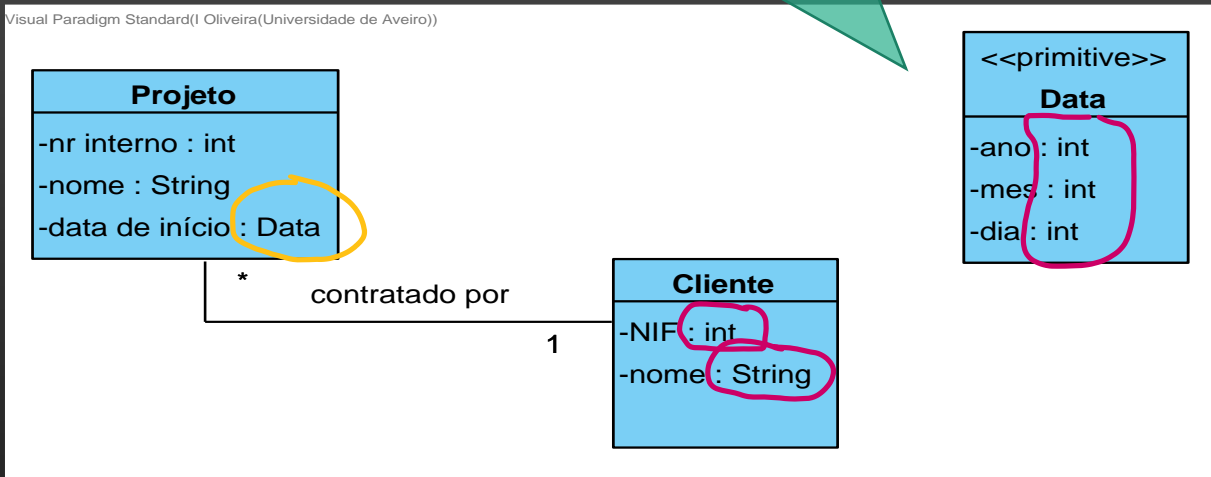 Visual Paradigm Standard(I Oliveira(Universidade de Aveiro))
Projeto
-nr interno : int
-nome : String
-data de início : Data
<<primitive>>
Data
-ano : int
-mes : int
-dia : int
*
contratado por
1
Cliente
-NIF : int
-nome : String